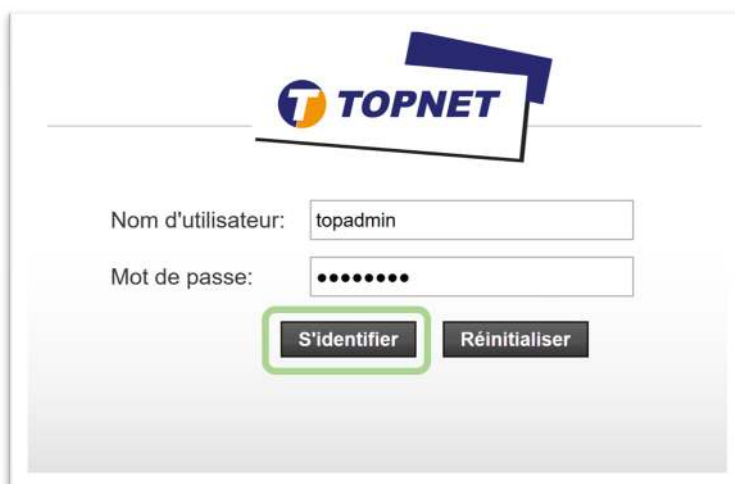 T TOPNET
Nom d'utilisateur: topadmin
Mot de passe: ••••••••
S'identifier Réinitialiser